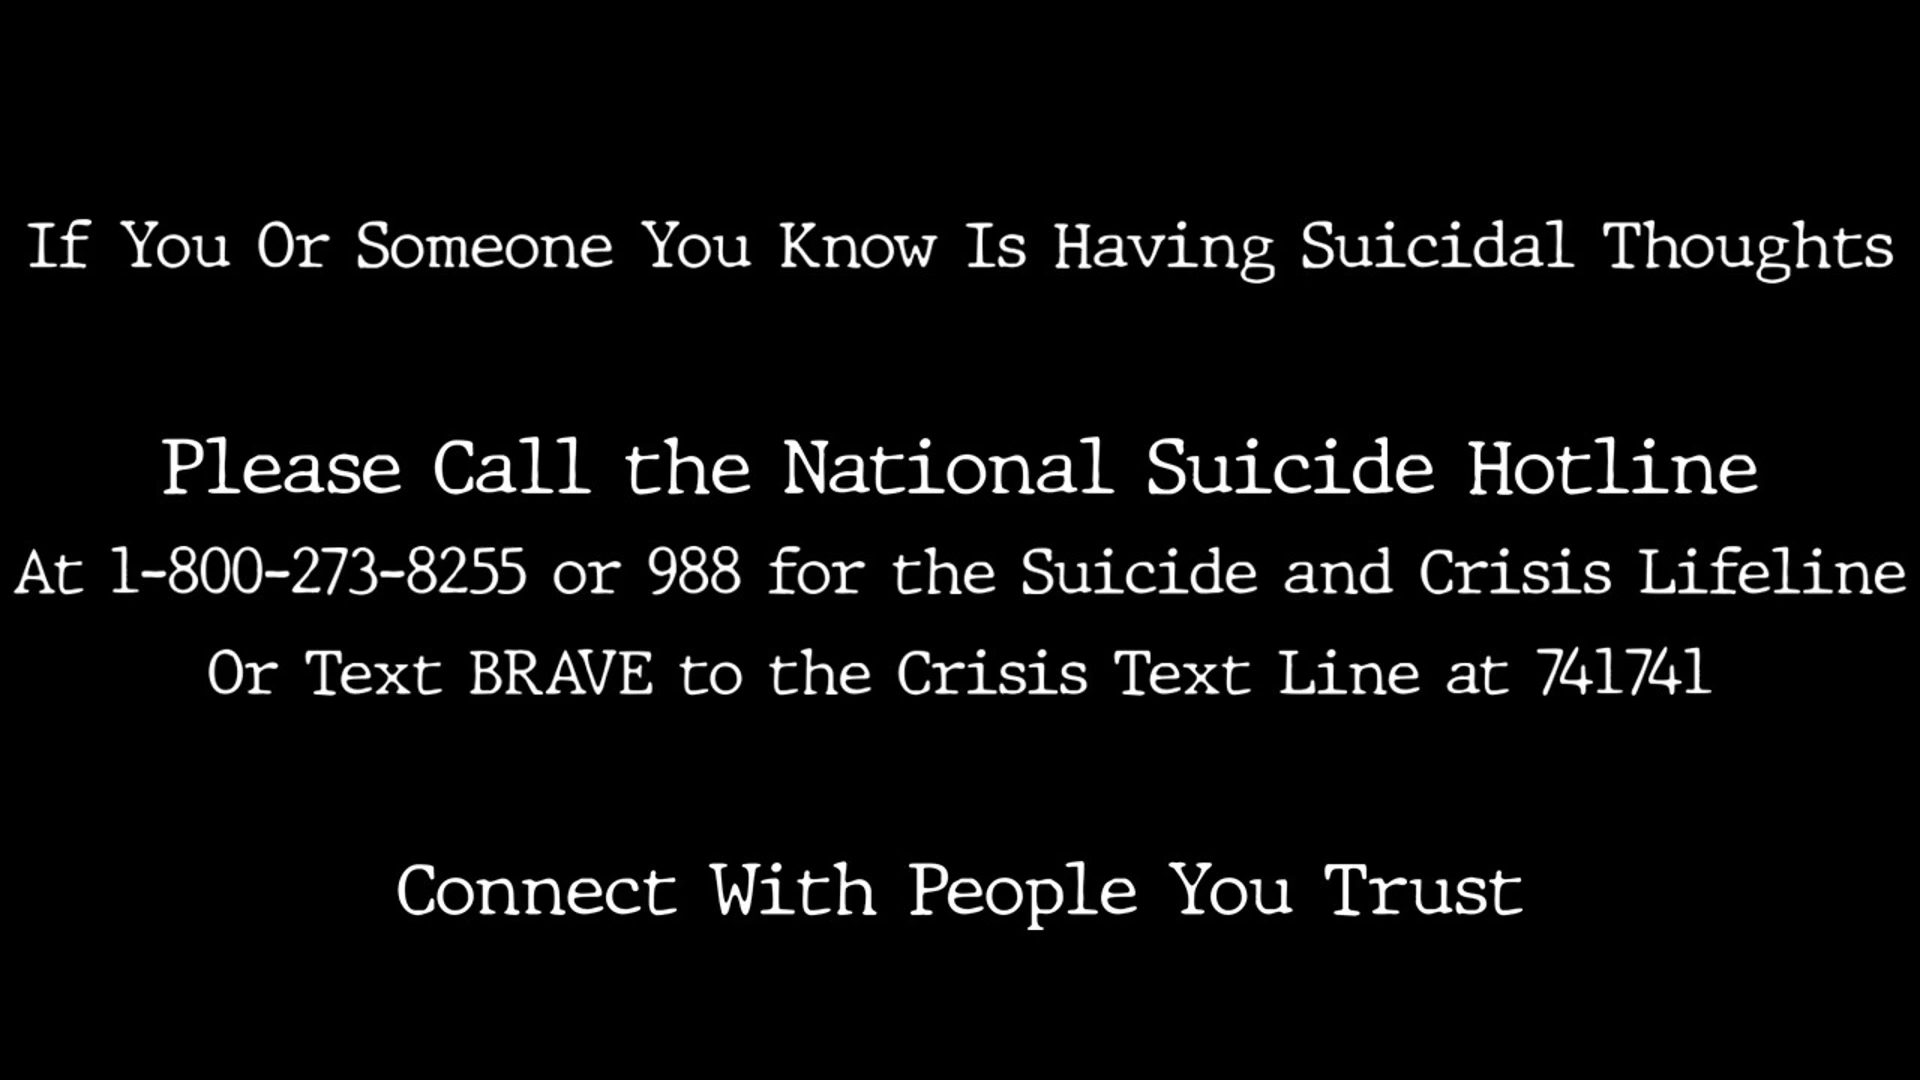 If You Or Someone You Know Is Having Suicidal Thoughts
Please Call the National Suicide Hotline
At 1-800-273-8255 or 988 for the Suicide and Crisis Lifeline
Or Text BRAVE to the Crisis Text Line at 741741
Connect With People You Trust